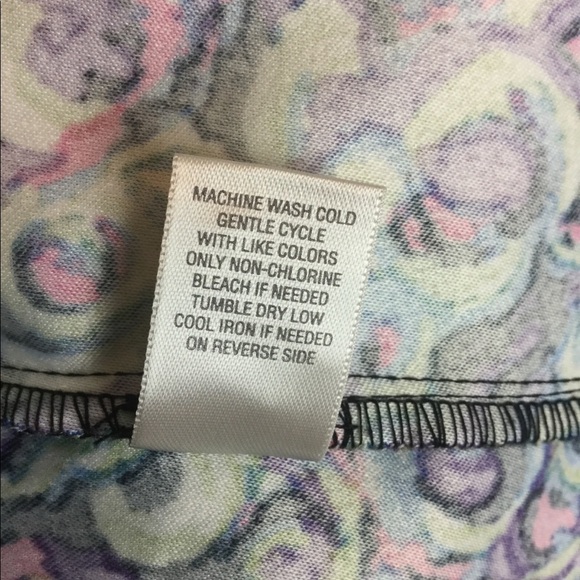 MACHINE WASH COLD
GENTLE CYCLE
WITH LIKE COLORS
ONLY NON-CHLORINE
BLEACH IF NEEDED
TUMBLE DRY LOW
COOL IRON IF NEEDED
ON REVERSE SIDE